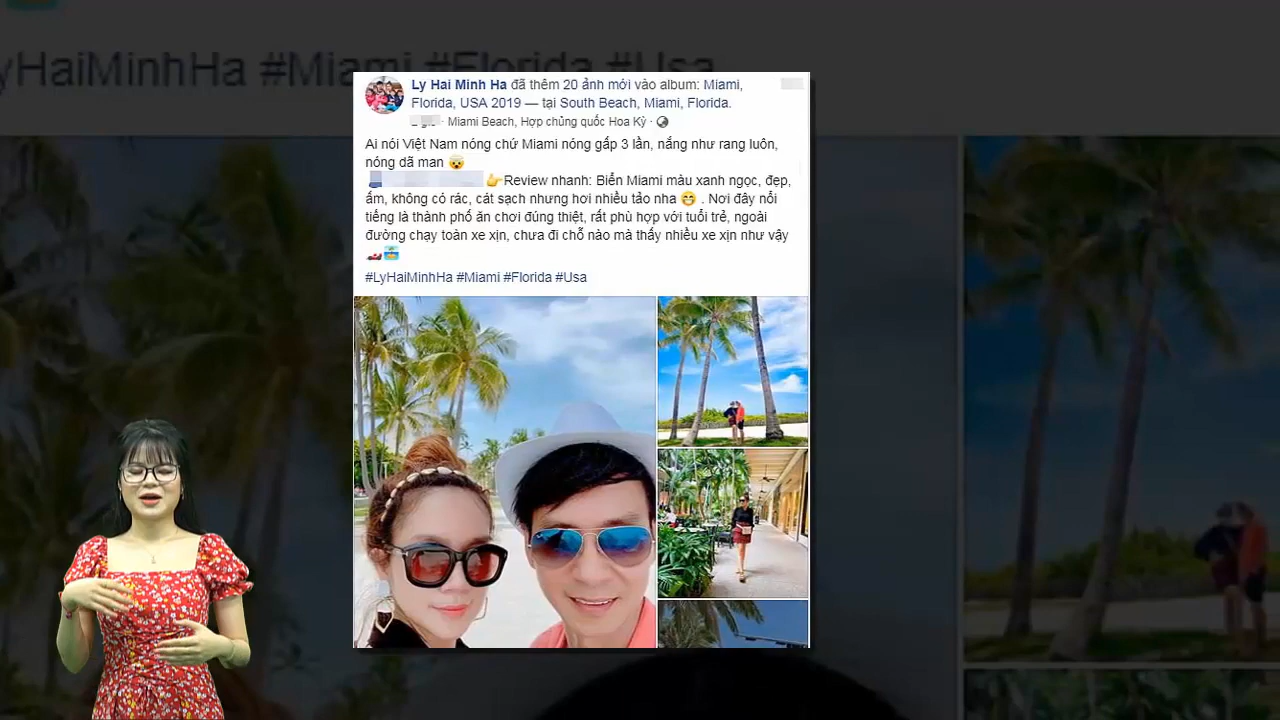 yHaiMinhHa #Miami #Florida #Usa
Ly Hai Minh Ha đã thêm 20 ảnh mới vào album: Miami,
Florida, USA 2019 — tại South Beach, Miami, Florida.
Miami Beach, Hợp chủng quốc Hoa Kỳ ·
Ai nói Việt Nam nóng chứ Miami nóng gấp 3 lần, nắng như rang luôn,
nóng dã man 🤯
👉Review nhanh: Biển Miami màu xanh ngọc, đẹp,
ấm, không có rác, cát sạch nhưng hơi nhiều tảo nha 😁 . Nơi đây nổi
tiếng là thành phố ăn chơi đúng thiệt, rất phù hợp với tuổi trẻ, ngoài
đường chạy toàn xe xịn, chưa đi chỗ nào mà thấy nhiều xe xịn như vậy
🏎️🏝️
#LyHaiMinhHa #Miami #Florida #Usa